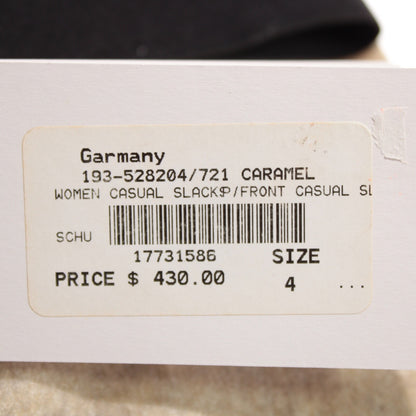 Garmany
193-528204/721 CARAMEL
WOMEN CASUAL SLACKSP/FRONT CASUAL SL
SCHU
17731586 SIZE
PRICE $ 430.00 4 ...